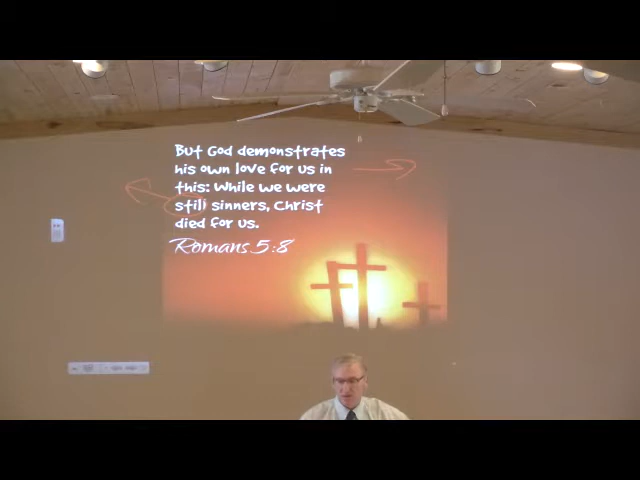 But God demonstrates
his own love for us in
this: While we were
still sinners, Christ
died for us.
Romans 5:8